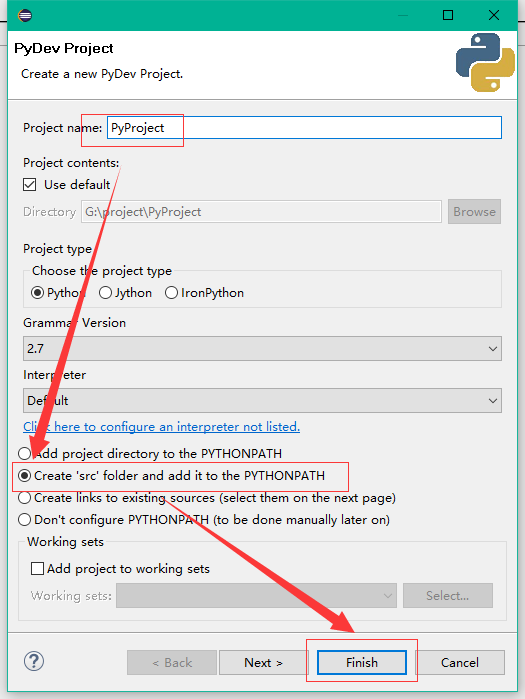 PyDev Project
Create a new PyDev Project.
Project name: PyProject
Project contents:
Use default
Directory G:\project\PyProject Browse
Project type
Choose the project type
Python Jython IronPython
Grammar Version
2.7
Interpreter
Default
Click here to configure an interpreter not listed.
Add project directory to the PYTHONPATH
Create 'src' folder and add it to the PYTHONPATH
Create links to existing sources (select them on the next page)
Don't configure PYTHONPATH (to be done manually later on)
Working sets
Add project to working sets
Working sets: Select...
? < Back Next > Finish Cancel